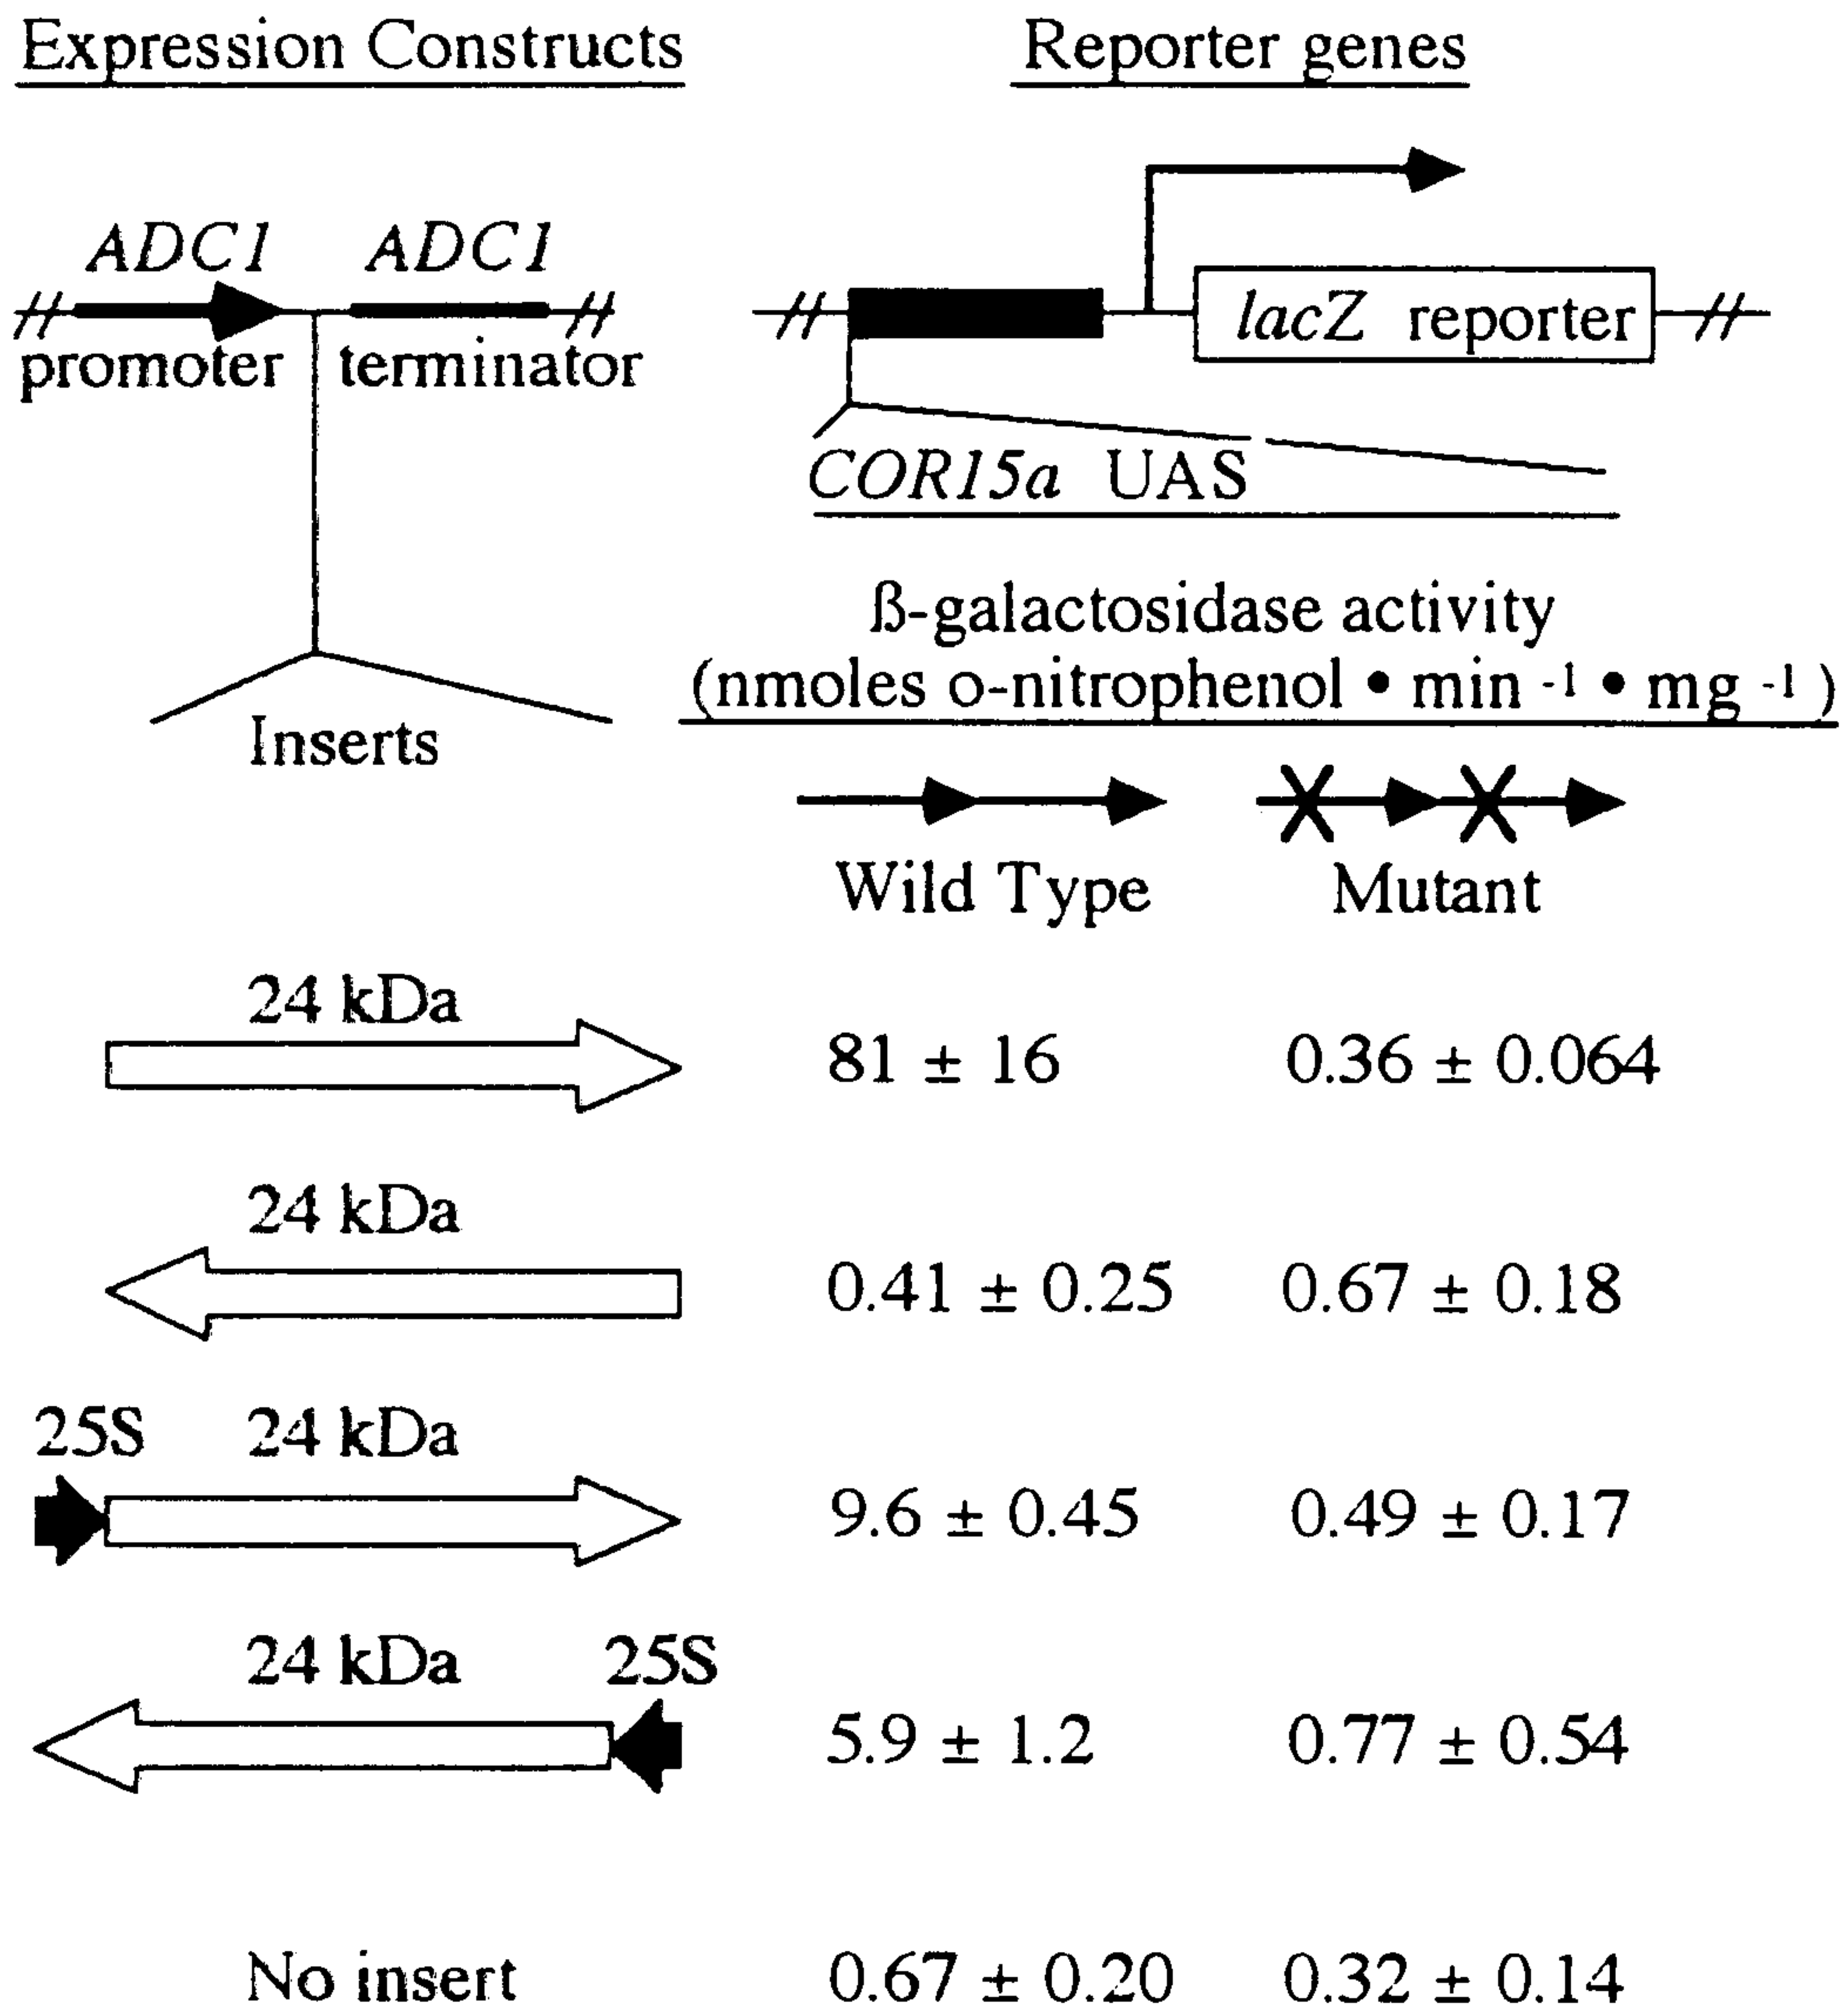 Expression Constructs Reporter genes
ADC1 ADC1
promoter terminator
lacZ reporter
COR15a UAS
ß-galactosidase activity
(nmoles o-nitrophenol • min -1 • mg -1 )
Inserts
Wild Type Mutant
24 kDa
81 ± 16 0.36 ± 0.064
24 kDa
0.41 ± 0.25 0.67 ± 0.18
25S 24 kDa
9.6 ± 0.45 0.49 ± 0.17
24 kDa 25S
5.9 ± 1.2 0.77 ± 0.54
No insert 0.67 ± 0.20 0.32 ± 0.14